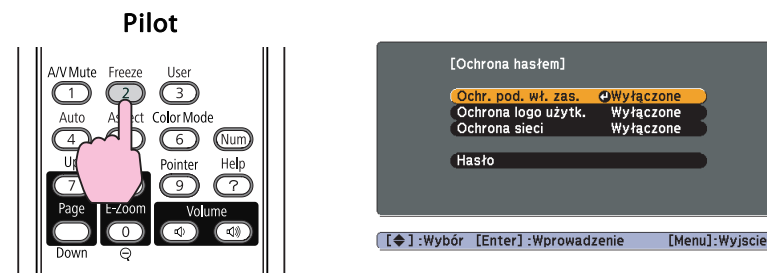 Pilot
A/V Mute Freeze User
1 2 3
Auto Color Mode
4 6 Num
Pointer Help
7 9 ?
Page E-Zoom Volume
0
Down
[Ochrona hasłem]
Ochr. pod. wł. zas. Wyłączone
Ochrona logo użytk. Wyłączone
Ochrona sieci Wyłączone
Hasło
[ ] :Wybór [Enter] :Wprowadzenie [Menu]:Wyjscie